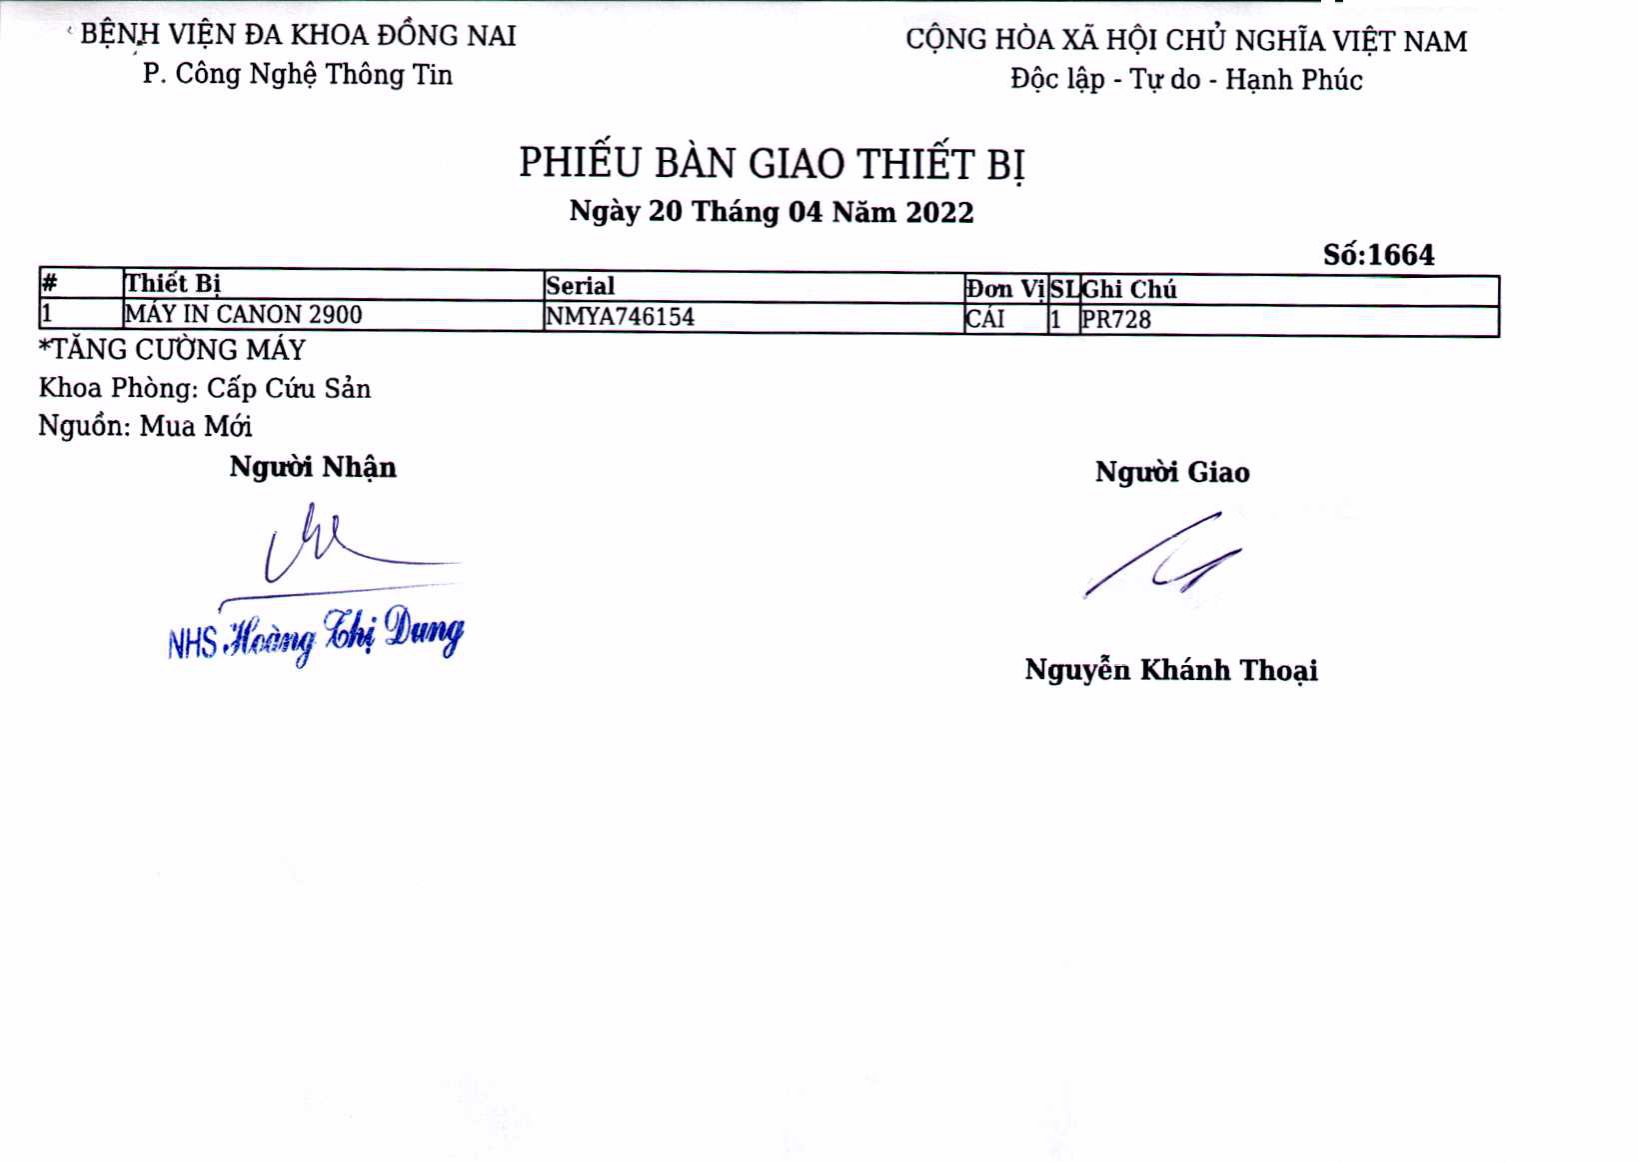 BỆNH VIỆN ĐA KHOA ĐỒNG NAI
P. Công Nghệ Thông Tin
CỘNG HÒA XÃ HỘI CHỦ NGHĨA VIỆT NAM
Độc lập - Tự do - Hạnh Phúc
PHIẾU BÀN GIAO THIẾT BỊ
Ngày 20 Tháng 04 Năm 2022
Số:1664
# Thiết Bị Serial Đơn Vị SL Ghi Chú
1 MÁY IN CANON 2900 NMYA746154 CÁI 1 PR728
*TĂNG CƯỜNG MÁY
Khoa Phòng: Cấp Cứu Sản
Nguồn: Mua Mới
Người Nhận
NHS Hoàng Thị Dung
Người Giao
Nguyễn Khánh Thoại